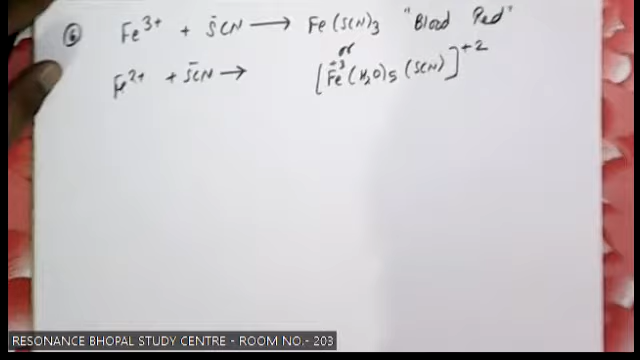 ⑥ Fe³⁺ + S̄CN ⟶ Fe(SCN)₃ "Blood Red"
or
Fe²⁺ + S̄CN ⟶ [F̊e⁺³(H₂O)₅(SCN)]⁺²
RESONANCE BHOPAL STUDY CENTRE - ROOM NO.- 203